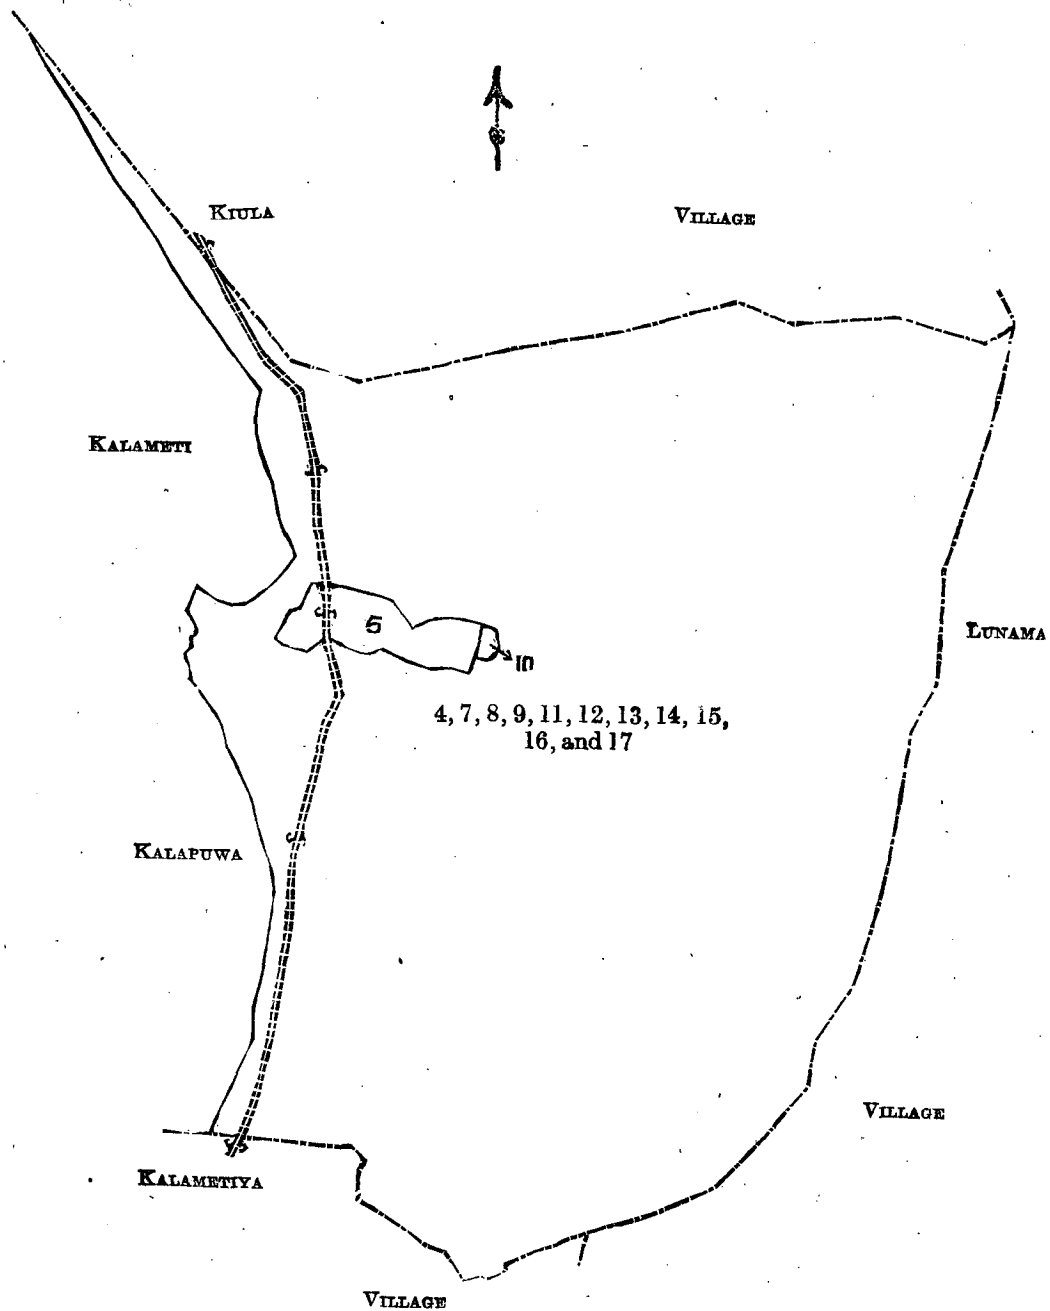 KIULA
VILLAGE
KALAMETI
5
LUNAMA
10
4, 7, 8, 9, 11, 12, 13, 14, 15,
16, and 17
KALAPUWA
VILLAGE
KALAMETIYA
VILLAGE